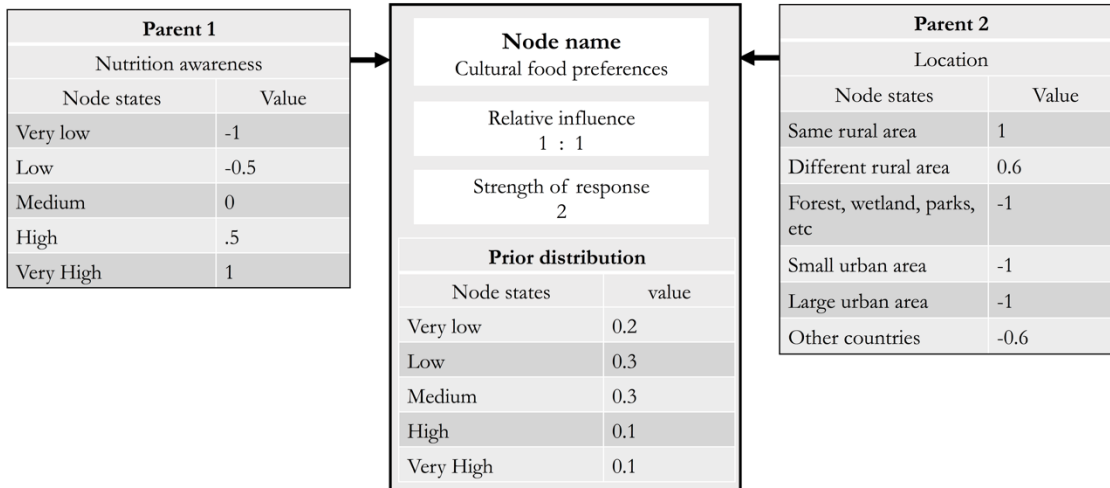 Parent 1
Nutrition awareness
Node states Value
Very low -1
Low -0.5
Medium 0
High .5
Very High 1
Node name
Cultural food preferences
Relative influence
1 : 1
Strength of response
2
Prior distribution
Node states value
Very low 0.2
Low 0.3
Medium 0.3
High 0.1
Very High 0.1
Parent 2
Location
Node states Value
Same rural area 1
Different rural area 0.6
Forest, wetland, parks, -1
etc
Small urban area -1
Large urban area -1
Other countries -0.6